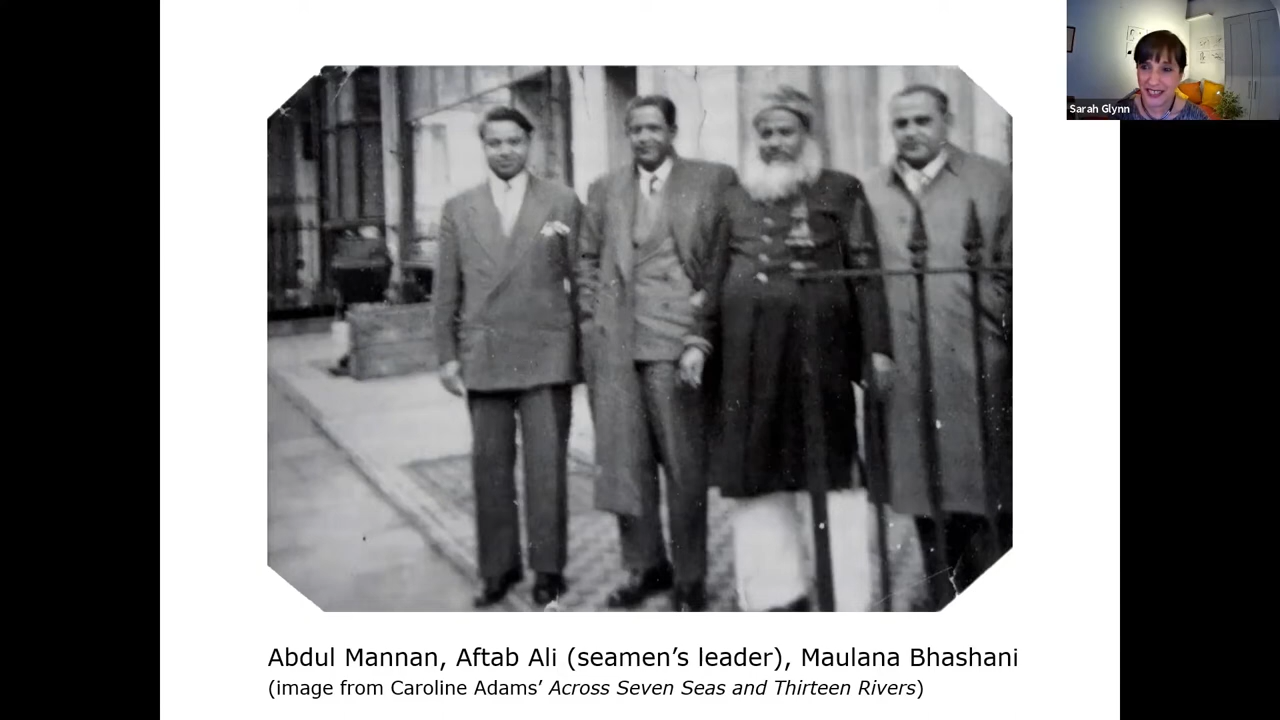 Sarah Glynn
Abdul Mannan, Aftab Ali (seamen’s leader), Maulana Bhashani
(image from Caroline Adams’ Across Seven Seas and Thirteen Rivers)